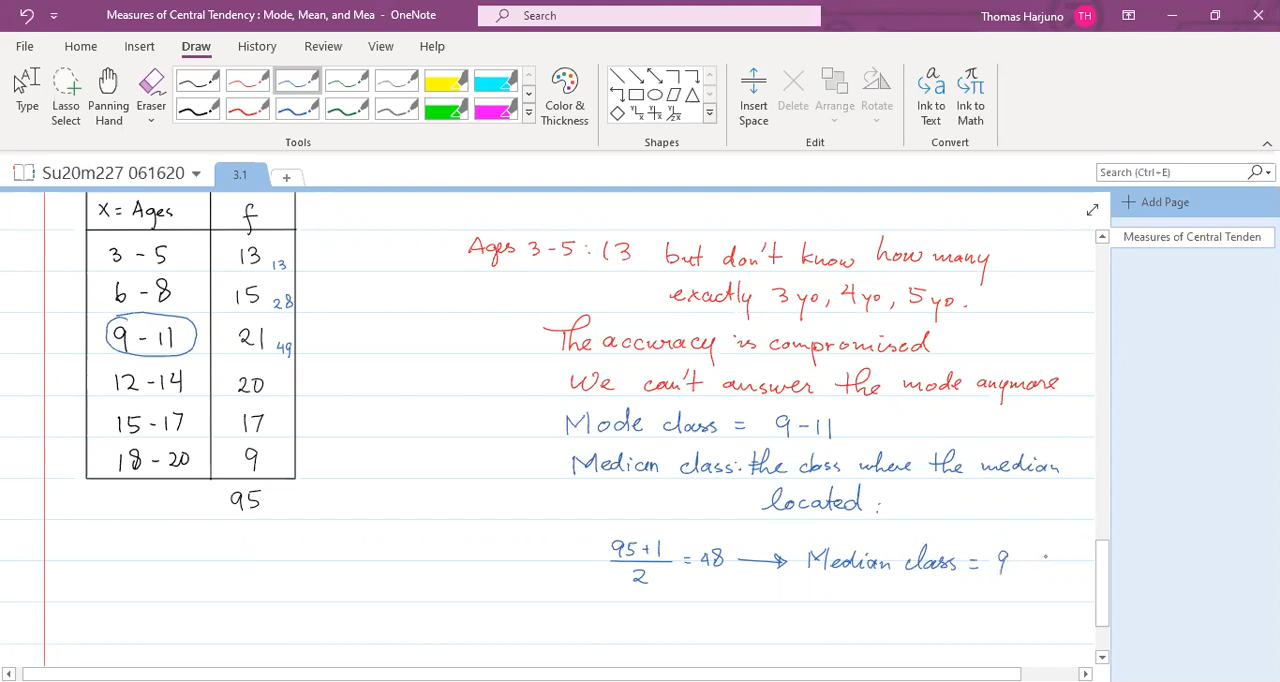 Measures of Central Tendency : Mode, Mean, and Mea - OneNote
Search
Thomas Harjuno TH
File Home Insert Draw History Review View Help
Type
Lasso Select
Panning Hand
Eraser
Color & Thickness
Insert Space
Delete
Arrange
Rotate
Ink to Text
Ink to Math
Tools
Shapes
Edit
Convert
Su20m227 061620
3.1
Search (Ctrl+E)
Add Page
Measures of Central Tenden
x = Ages f
3 - 5 13 13
6 - 8 15 28
9 - 11 21 49
12 - 14 20
15 - 17 17
18 - 20 9
95
Ages 3 - 5 : 13 but don't know how many
exactly 3 yo, 4 yo, 5 yo.
The accuracy is compromised
We can't answer the mode anymore
Mode class = 9 - 11
Median class: the class where the median
located :
95+1 / 2 = 48 → Median class = 9